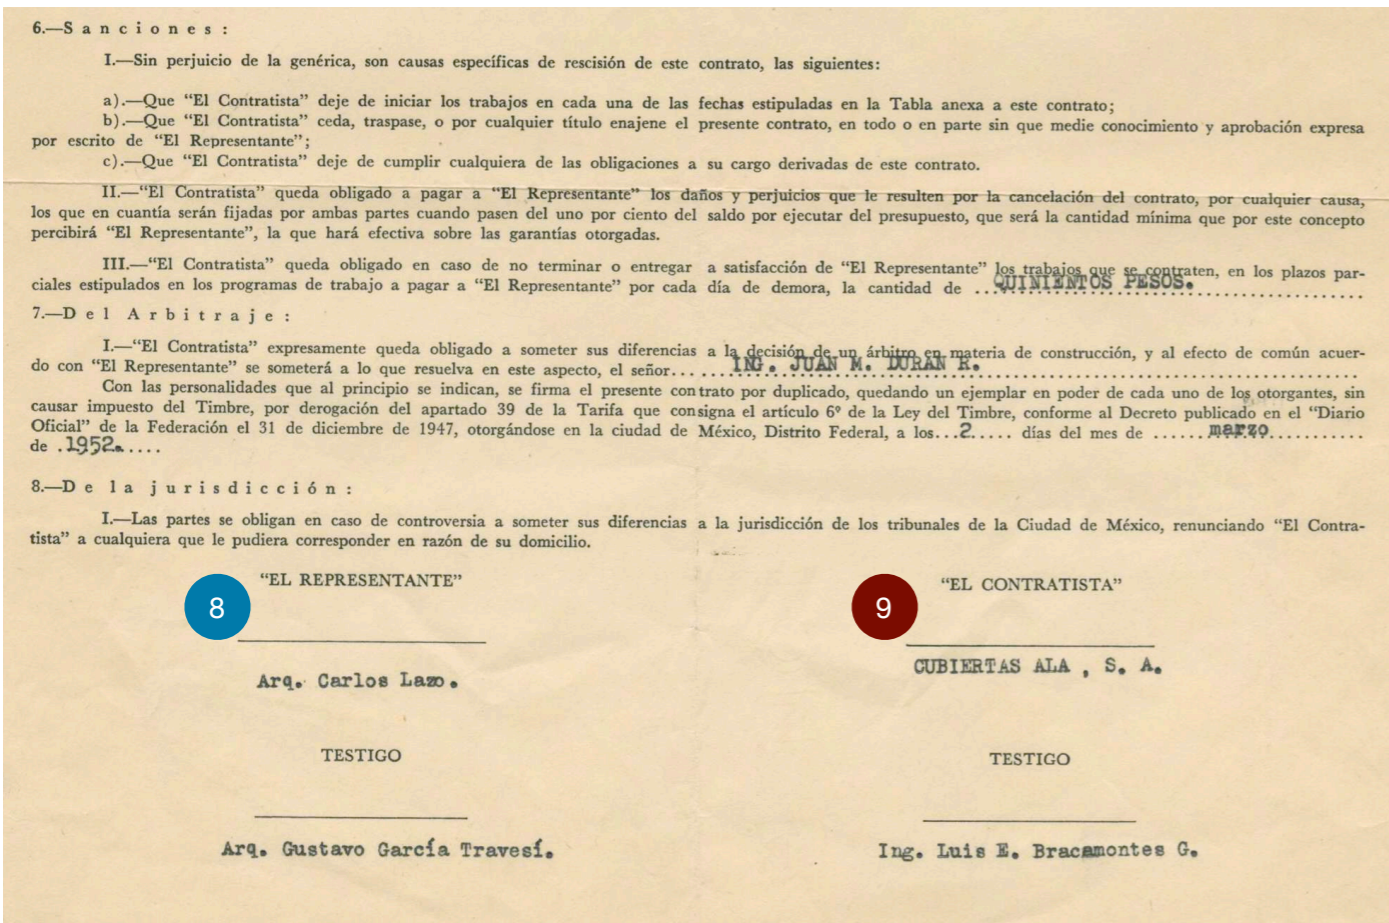 6.—S a n c i o n e s :
I.—Sin perjuicio de la genérica, son causas específicas de rescisión de este contrato, las siguientes:
a).—Que “El Contratista” deje de iniciar los trabajos en cada una de las fechas estipuladas en la Tabla anexa a este contrato;
b).—Que “El Contratista” ceda, traspase, o por cualquier título enajene el presente contrato, en todo o en parte sin que medie conocimiento y aprobación expresa
por escrito de “El Representante”;
c).—Que “El Contratista” deje de cumplir cualquiera de las obligaciones a su cargo derivadas de este contrato.
II.—“El Contratista” queda obligado a pagar a “El Representante” los daños y perjuicios que le resulten por la cancelación del contrato, por cualquier causa,
los que en cuantía serán fijadas por ambas partes cuando pasen del uno por ciento del saldo por ejecutar del presupuesto, que será la cantidad mínima que por este concepto
percibirá “El Representante”, la que hará efectiva sobre las garantías otorgadas.
III.—“El Contratista” queda obligado en caso de no terminar o entregar a satisfacción de “El Representante” los trabajos que se contraten, en los plazos par-
ciales estipulados en los programas de trabajo a pagar a “El Representante” por cada día de demora, la cantidad de ...QUINIENTOS PESOS.
7.—D e l A r b i t r a j e :
I.—“El Contratista” expresamente queda obligado a someter sus diferencias a la decisión de un árbitro en materia de construcción, y al efecto de común acuer-
do con “El Representante” se someterá a lo que resuelva en este aspecto, el señor.........ING. JUAN M. DURAN R.
Con las personalidades que al principio se indican, se firma el presente contrato por duplicado, quedando un ejemplar en poder de cada uno de los otorgantes, sin
causar impuesto del Timbre, por derogación del apartado 39 de la Tarifa que consigna el artículo 6º de la Ley del Timbre, conforme al Decreto publicado en el “Diario
Oficial” de la Federación el 31 de diciembre de 1947, otorgándose en la ciudad de México, Distrito Federal, a los...2..... días del mes de ......marzo...........
de .1952......
8.—D e l a j u r i s d i c c i ó n :
I.—Las partes se obligan en caso de controversia a someter sus diferencias a la jurisdicción de los tribunales de la Ciudad de México, renunciando “El Contra-
tista” a cualquiera que le pudiera corresponder en razón de su domicilio.
“EL REPRESENTANTE”
8
Arq. Carlos Lazo.
TESTIGO
Arq. Gustavo García Travesí.
“EL CONTRATISTA”
9
CUBIERTAS ALA , S. A.
TESTIGO
Ing. Luis E. Bracamontes G.